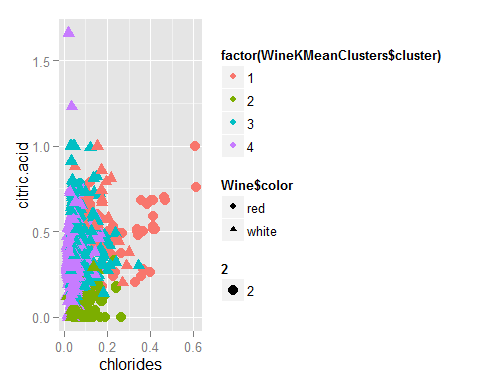 factor(WineKMeanClusters$cluster)
1
2
3
4
Wine$color
red
white
2
2
citric.acid
1.5
1.0
0.5
0.0
0.0 0.2 0.4 0.6
chlorides